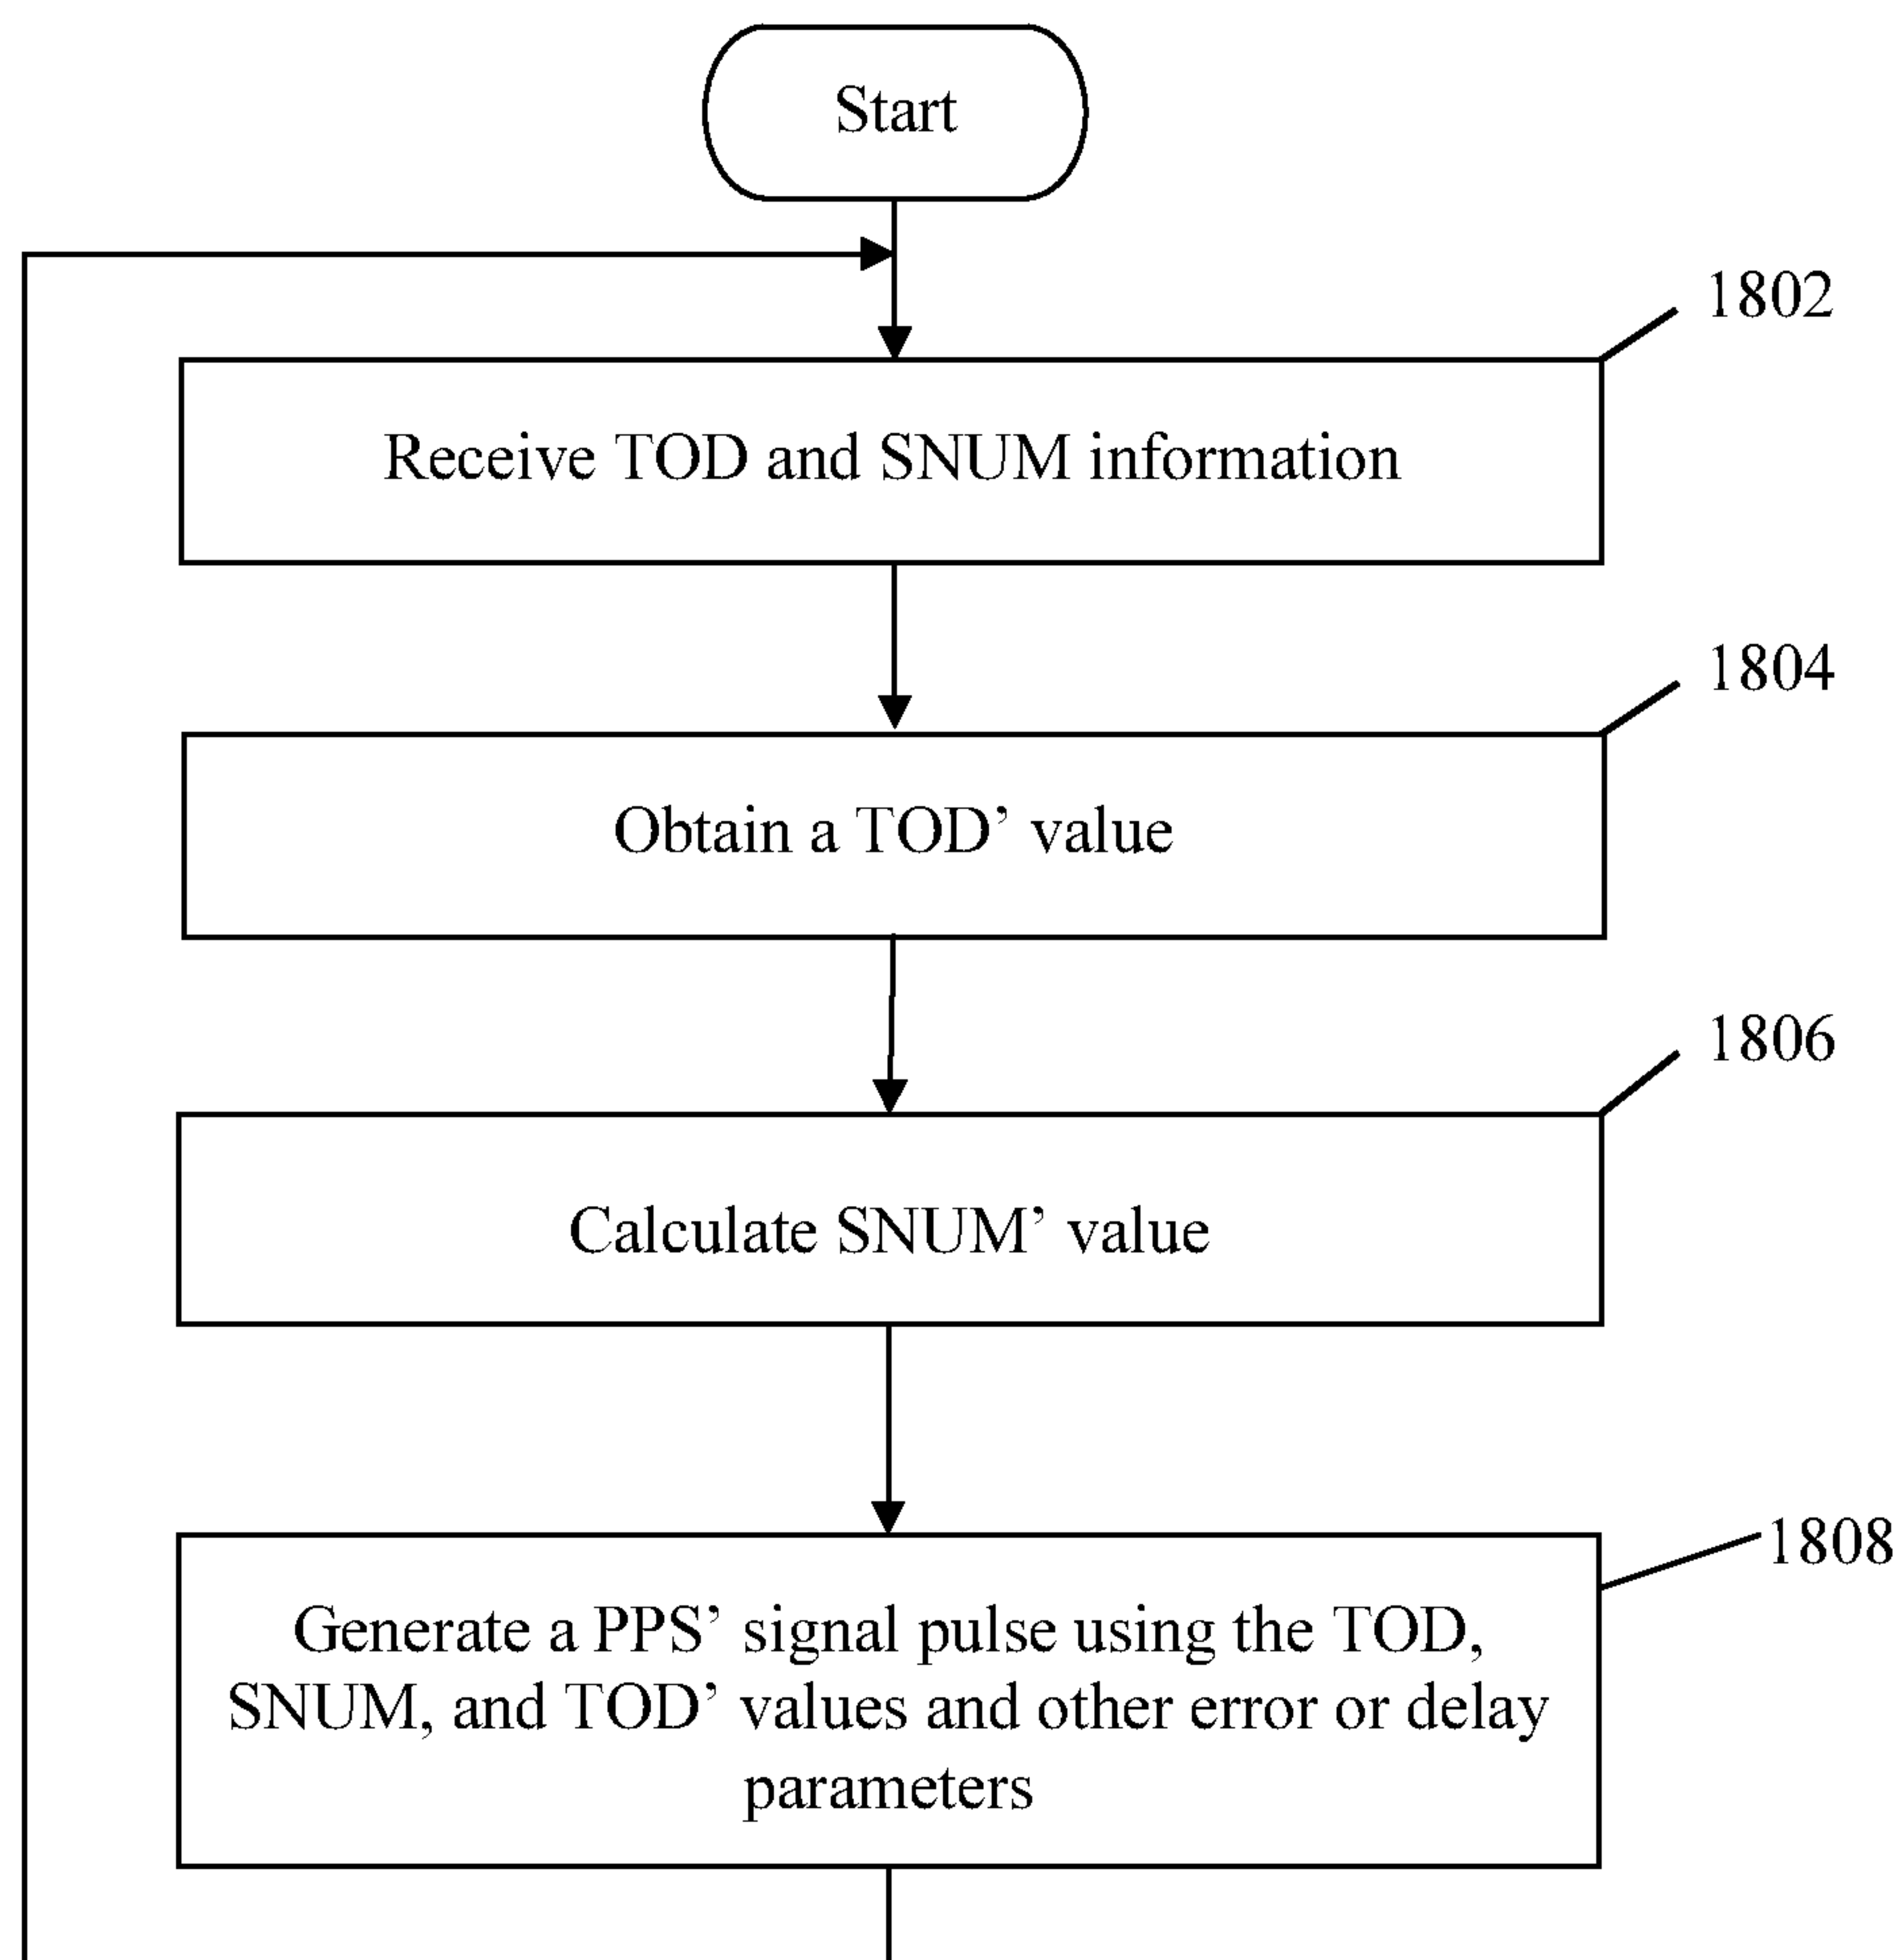 Start
1802
Receive TOD and SNUM information
1804
Obtain a TOD’ value
1806
Calculate SNUM’ value
1808
Generate a PPS’ signal pulse using the TOD,
SNUM, and TOD’ values and other error or delay
parameters